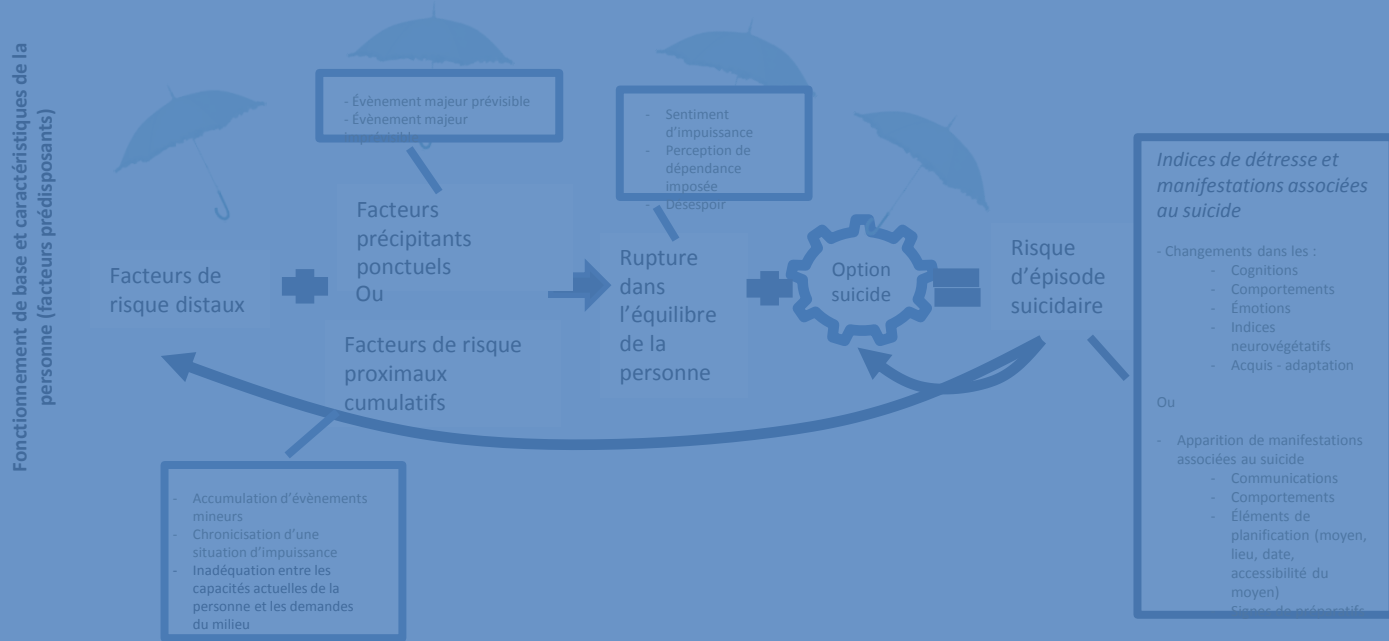 Fonctionnement de base et caractéristiques de la
personne (facteurs prédisposants)
Facteurs de
risque distaux
- Évènement majeur prévisible
- Évènement majeur
Facteurs
précipitants
ponctuels
Ou
Facteurs de risque
proximaux
cumulatifs
- Accumulation d'évènements
mineurs
- Chronicisation d'une
situation d'impuissance
- Inadéquation entre les
capacités actuelles de la
personne et les demandes
du milieu
- Sentiment
d'impuissance
- Perception de
dépendance
imposée
- Désespoir
Rupture
dans
l'équilibre
de la
personne
Option
suicide
Risque
d'épisode
suicidaire
Indices de détresse et
manifestations associées
au suicide
- Changements dans les :
- Cognitions
- Comportements
- Émotions
- Indices
neurovégétatifs
- Acquis - adaptation
Ou
- Apparition de manifestations
associées au suicide
- Communications
- Comportements
- Éléments de
planification (moyen,
lieu, date,
accessibilité du
moyen)
- Signes de préparatifs